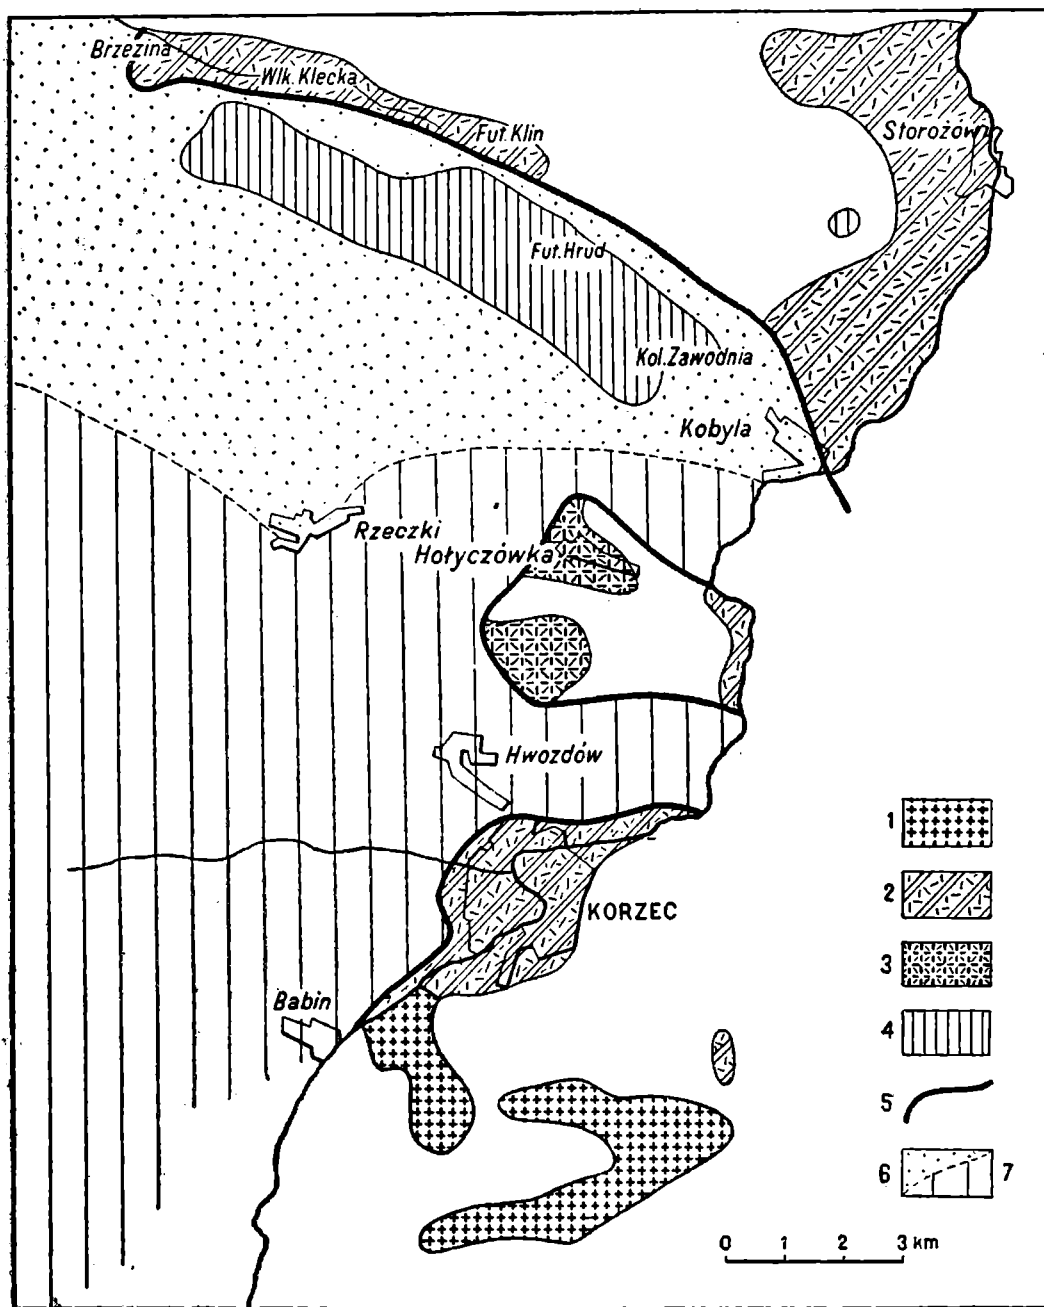 Brzezina
Wlk. Klecka
Fut. Klin
Storożów
Fut. Hrud
Kol. Zawodnia
Kobyla
Rzeczki
Hołyczówka
Hwozdów
KORZEC
Babin
1
2
3
4
5
6 7
0 1 2 3 km